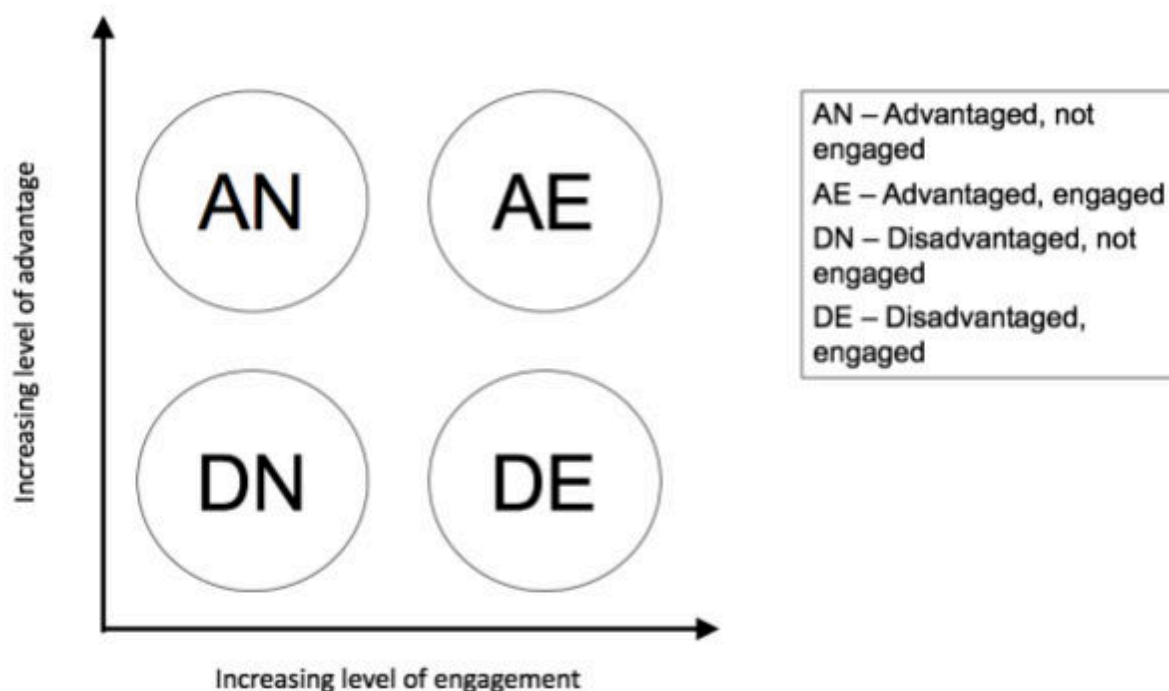 Increasing level of advantage
AN
AE
DN
DE
Increasing level of engagement
AN – Advantaged, not
engaged
AE – Advantaged, engaged
DN – Disadvantaged, not
engaged
DE – Disadvantaged,
engaged